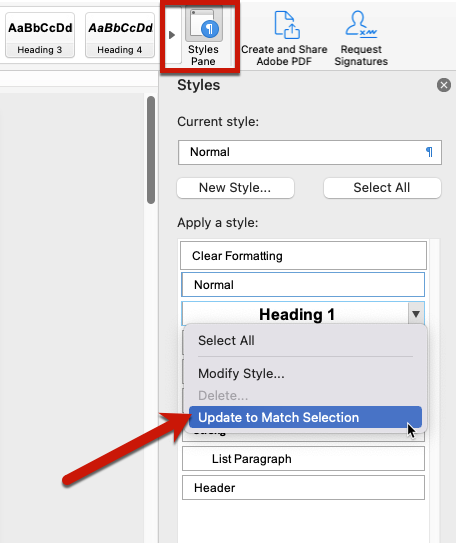 AaBbCcDd AaBbCcDd
Heading 3 Heading 4
Styles
Pane
Create and Share
Adobe PDF
Request
Signatures
Styles
Current style:
Normal ¶
New Style... Select All
Apply a style:
Clear Formatting
Normal
Heading 1
Select All
Modify Style...
Delete...
Update to Match Selection
List Paragraph
Header